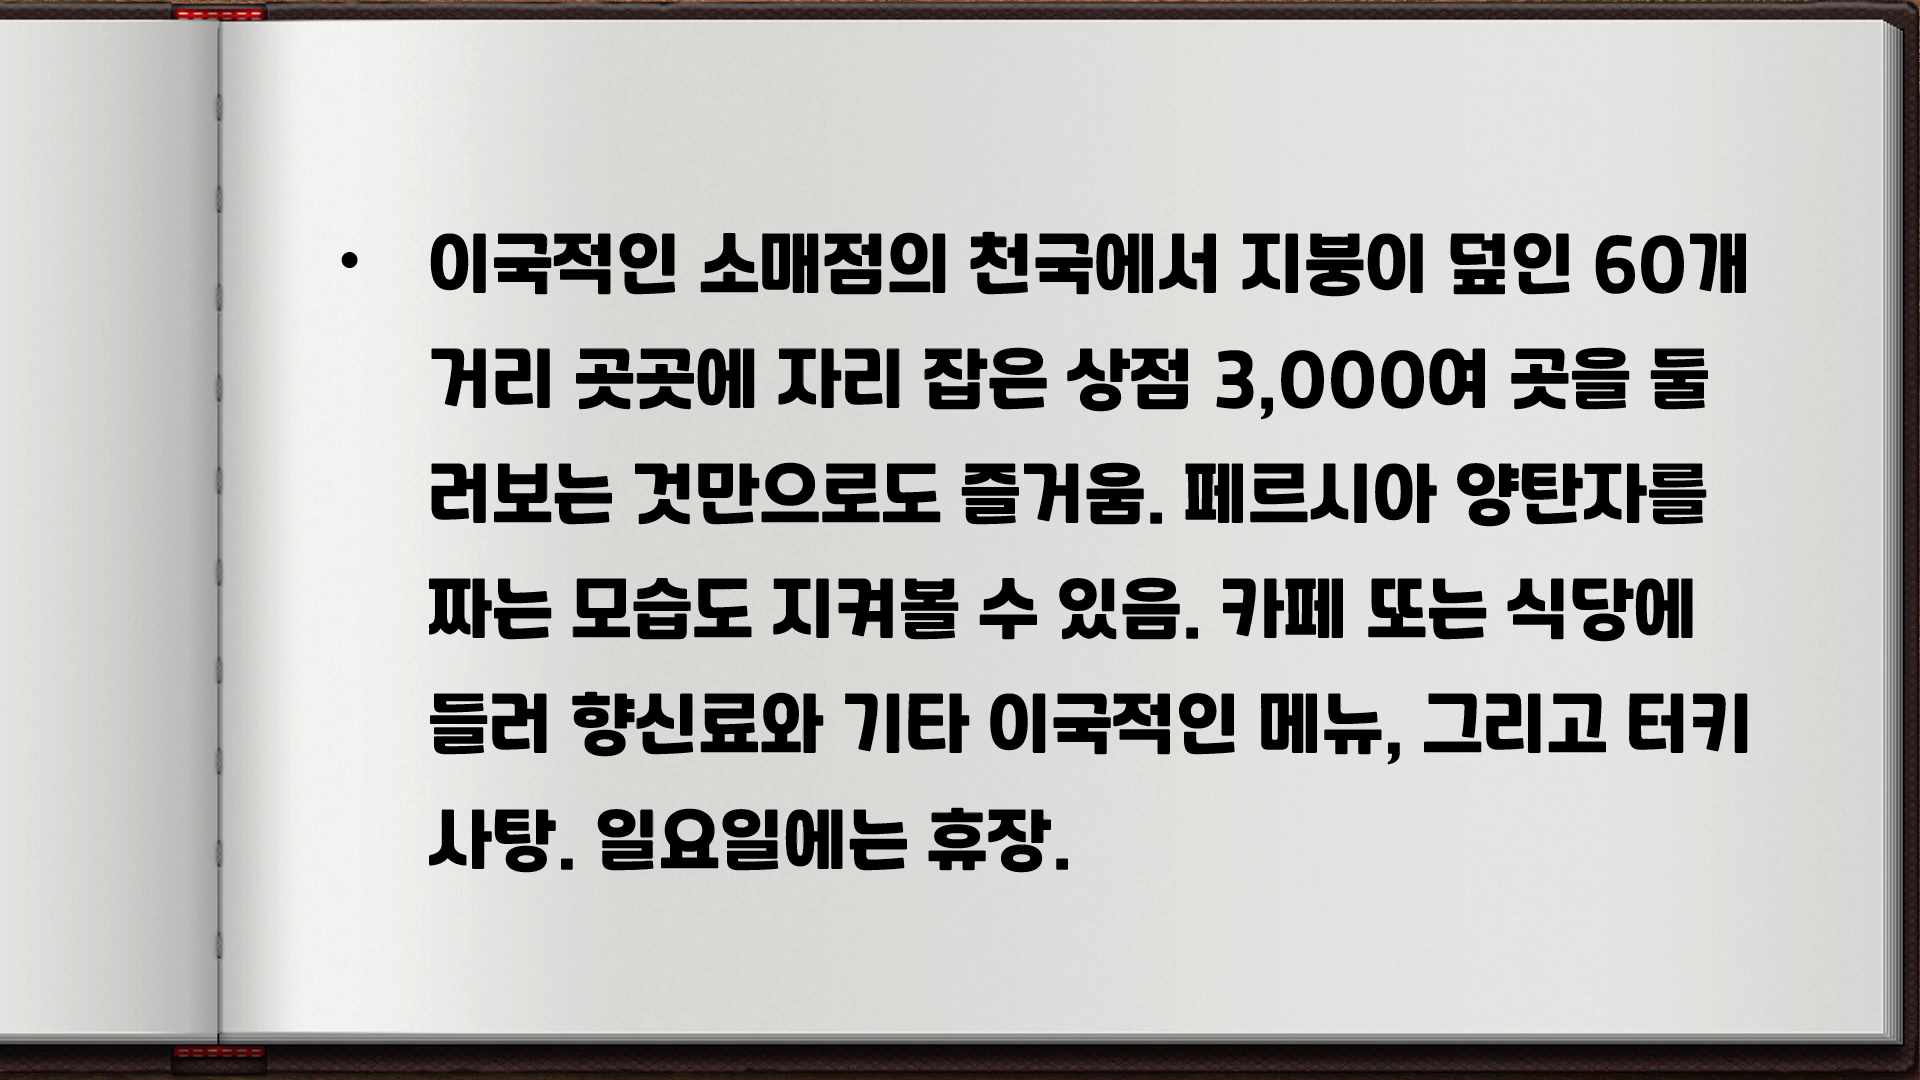 • 이국적인 소매점의 천국에서 지붕이 덮인 60개
거리 곳곳에 자리 잡은 상점 3,000여 곳을 둘
러보는 것만으로도 즐거움. 페르시아 양탄자를
짜는 모습도 지켜볼 수 있음. 카페 또는 식당에
들러 향신료와 기타 이국적인 메뉴, 그리고 터키
사탕. 일요일에는 휴장.